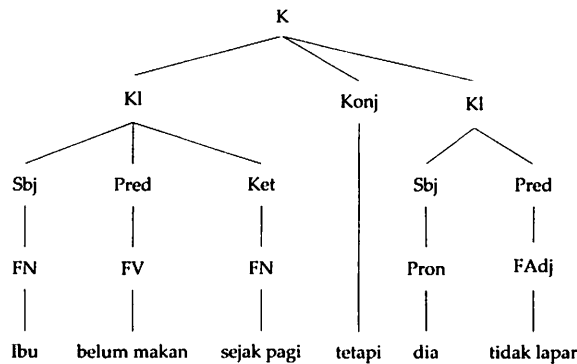 K
Kl Konj Kl
Sbj Pred Ket Sbj Pred
FN FV FN Pron FAdj
Ibu belum makan sejak pagi tetapi dia tidak lapar